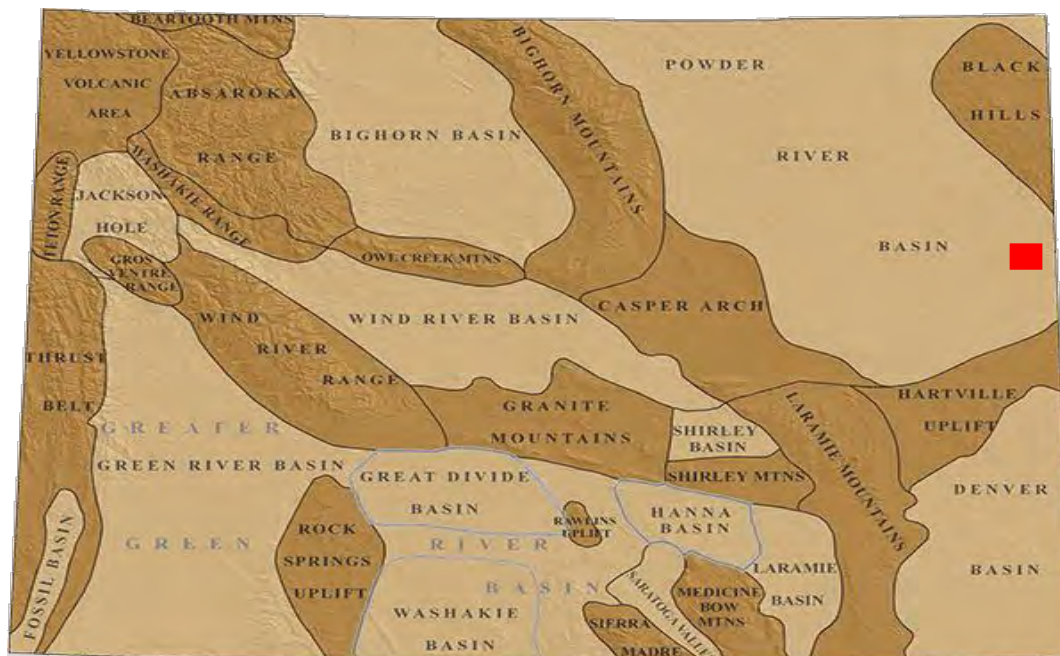 BEARTOOTH MTNS
YELLOWSTONE
VOLCANIC
AREA
ABSAROKA
RANGE
BIGHORN BASIN
BIGHORN MOUNTAINS
POWDER
RIVER
BASIN
BLACK
HILLS
TETON RANGE
JACKSON
HOLE
WASHAKIE RANGE
GROS
VENTRE
RANGE
OWL CREEK MTNS
WIND
RIVER
RANGE
WIND RIVER BASIN
CASPER ARCH
THRUST
BELT
GREATER
GREEN RIVER BASIN
GREEN
RIVER
BASIN
GRANITE
MOUNTAINS
SHIRLEY
BASIN
SHIRLEY MTNS
LARAMIE MOUNTAINS
HARTVILLE
UPLIFT
GREAT DIVIDE
BASIN
RAWLINS
UPLIFT
HANNA
BASIN
DENVER
BASIN
FOSSIL BASIN
ROCK
SPRINGS
UPLIFT
WASHAKIE
BASIN
SARATOGA VALLEY
SIERRA
MADRE
MEDICINE
BOW
MTNS
LARAMIE
BASIN